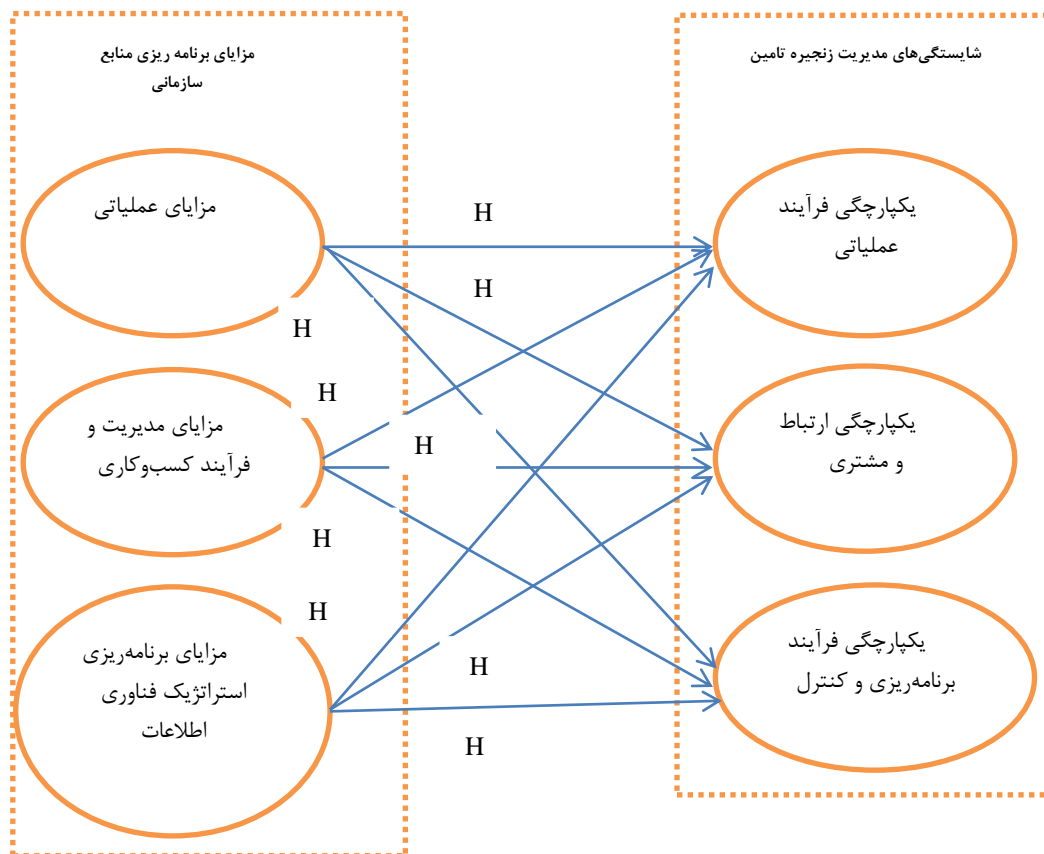 شایستگی‌های مدیریت زنجیره تامین
مزایای برنامه ریزی منابع
سازمانی
یکپارچگی فرآیند
عملیاتی
H
مزایای عملیاتی
H
H
H
یکپارچگی ارتباط
و مشتری
H
مزایای مدیریت و
فرآیند کسب‌وکاری
H
H
یکپارچگی فرآیند
برنامه‌ریزی و کنترل
H
مزایای برنامه‌ریزی
استراتژیک فناوری
اطلاعات
H